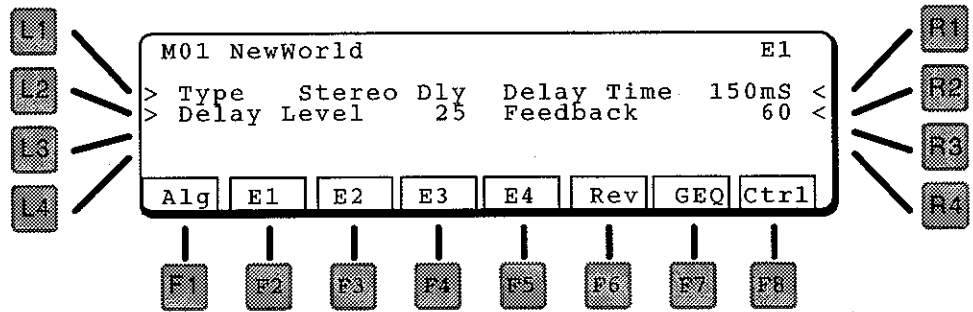 L1
R1
M01 NewWorld E1
L2
R2
> Type Stereo Dly Delay Time 150mS <
> Delay Level 25 Feedback 60 <
L3
R3
L4
R4
Alg E1 E2 E3 E4 Rev GEQ Ctrl
F1 F2 F3 F4 F5 F6 F7 F8